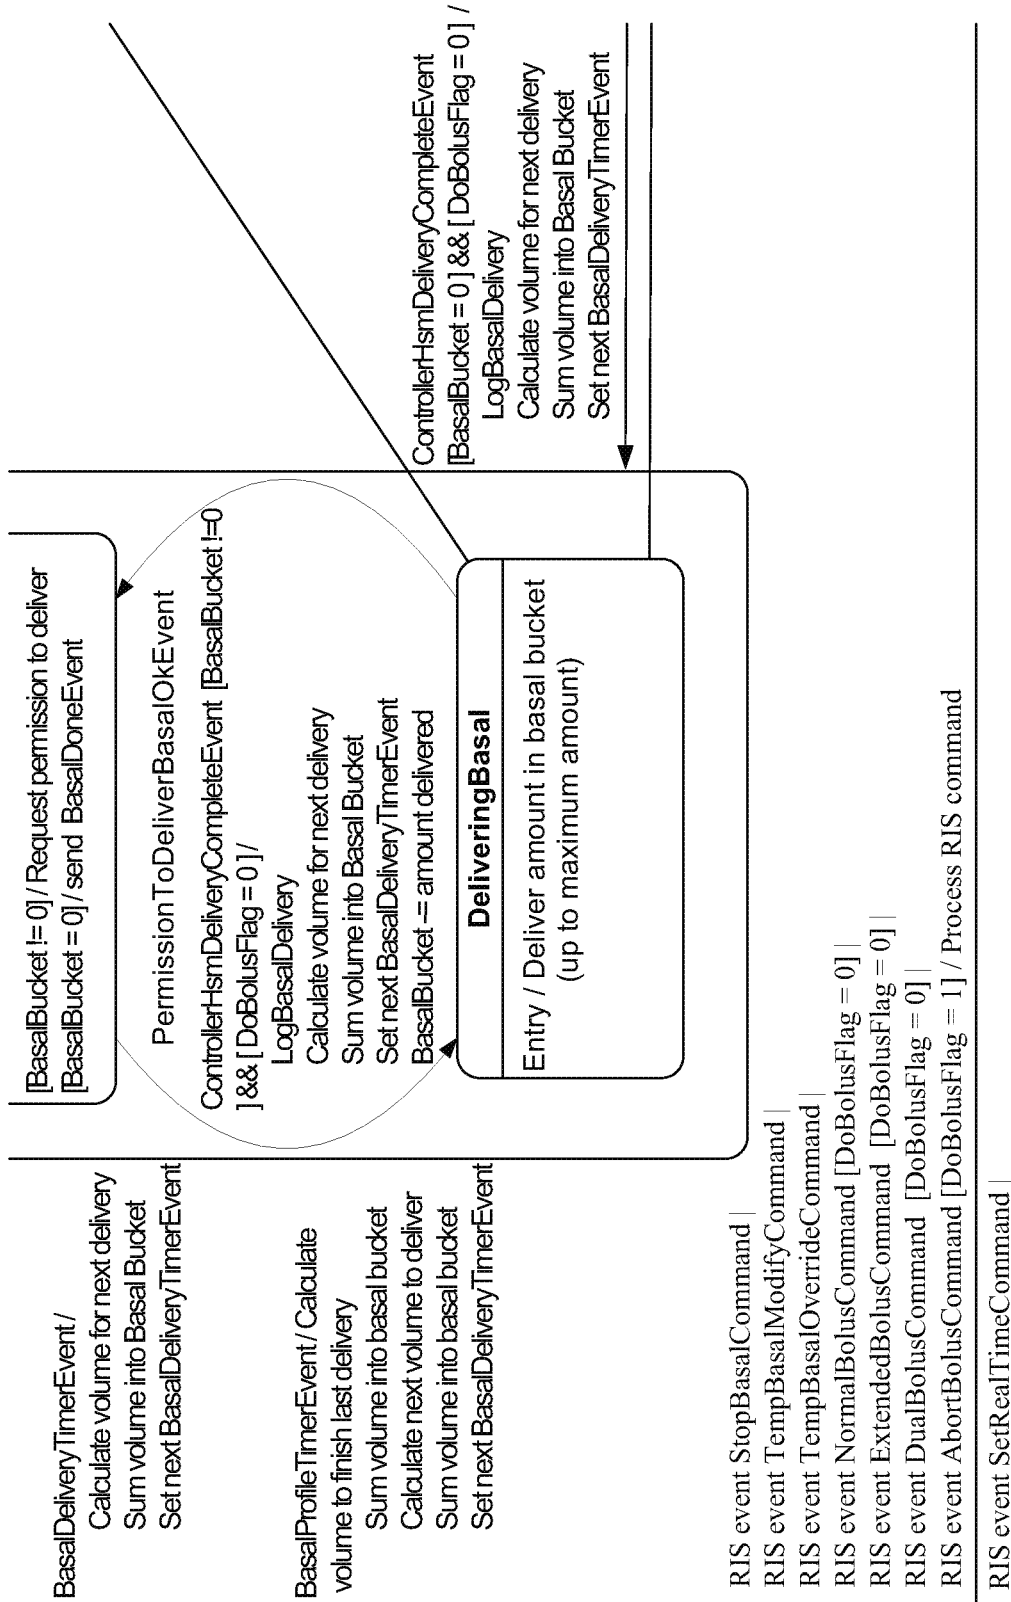 BasalDeliveryTimerEvent /
Calculate volume for next delivery
Sum volume into Basal Bucket
Set next BasalDeliveryTimerEvent
BasalProfileTimerEvent / Calculate
volume to finish last delivery
Sum volume into basal bucket
Calculate next volume to deliver
Sum volume into basal bucket
Set next BasalDeliveryTimerEvent
[BasalBucket != 0] / Request permission to deliver
[BasalBucket = 0] / send BasalDoneEvent
PermissionToDeliverBasalOkEvent
ControllerHsmDeliveryCompleteEvent [BasalBucket !=0
] && [ DoBolusFlag = 0 ] /
LogBasalDelivery
Calculate volume for next delivery
Sum volume into Basal Bucket
Set next BasalDeliveryTimerEvent
BasalBucket -= amount delivered
DeliveringBasal
Entry / Deliver amount in basal bucket
(up to maximum amount)
ControllerHsmDeliveryCompleteEvent
[BasalBucket = 0 ] && [ DoBolusFlag = 0 ] /
LogBasalDelivery
Calculate volume for next delivery
Sum volume into Basal Bucket
Set next BasalDeliveryTimerEvent
RIS event StopBasalCommand |
RIS event TempBasalModifyCommand |
RIS event TempBasalOverrideCommand |
RIS event NormalBolusCommand [DoBolusFlag = 0] |
RIS event ExtendedBolusCommand [DoBolusFlag = 0] |
RIS event DualBolusCommand [DoBolusFlag = 0] |
RIS event AbortBolusCommand [DoBolusFlag = 1] / Process RIS command
RIS event SetRealTimeCommand |